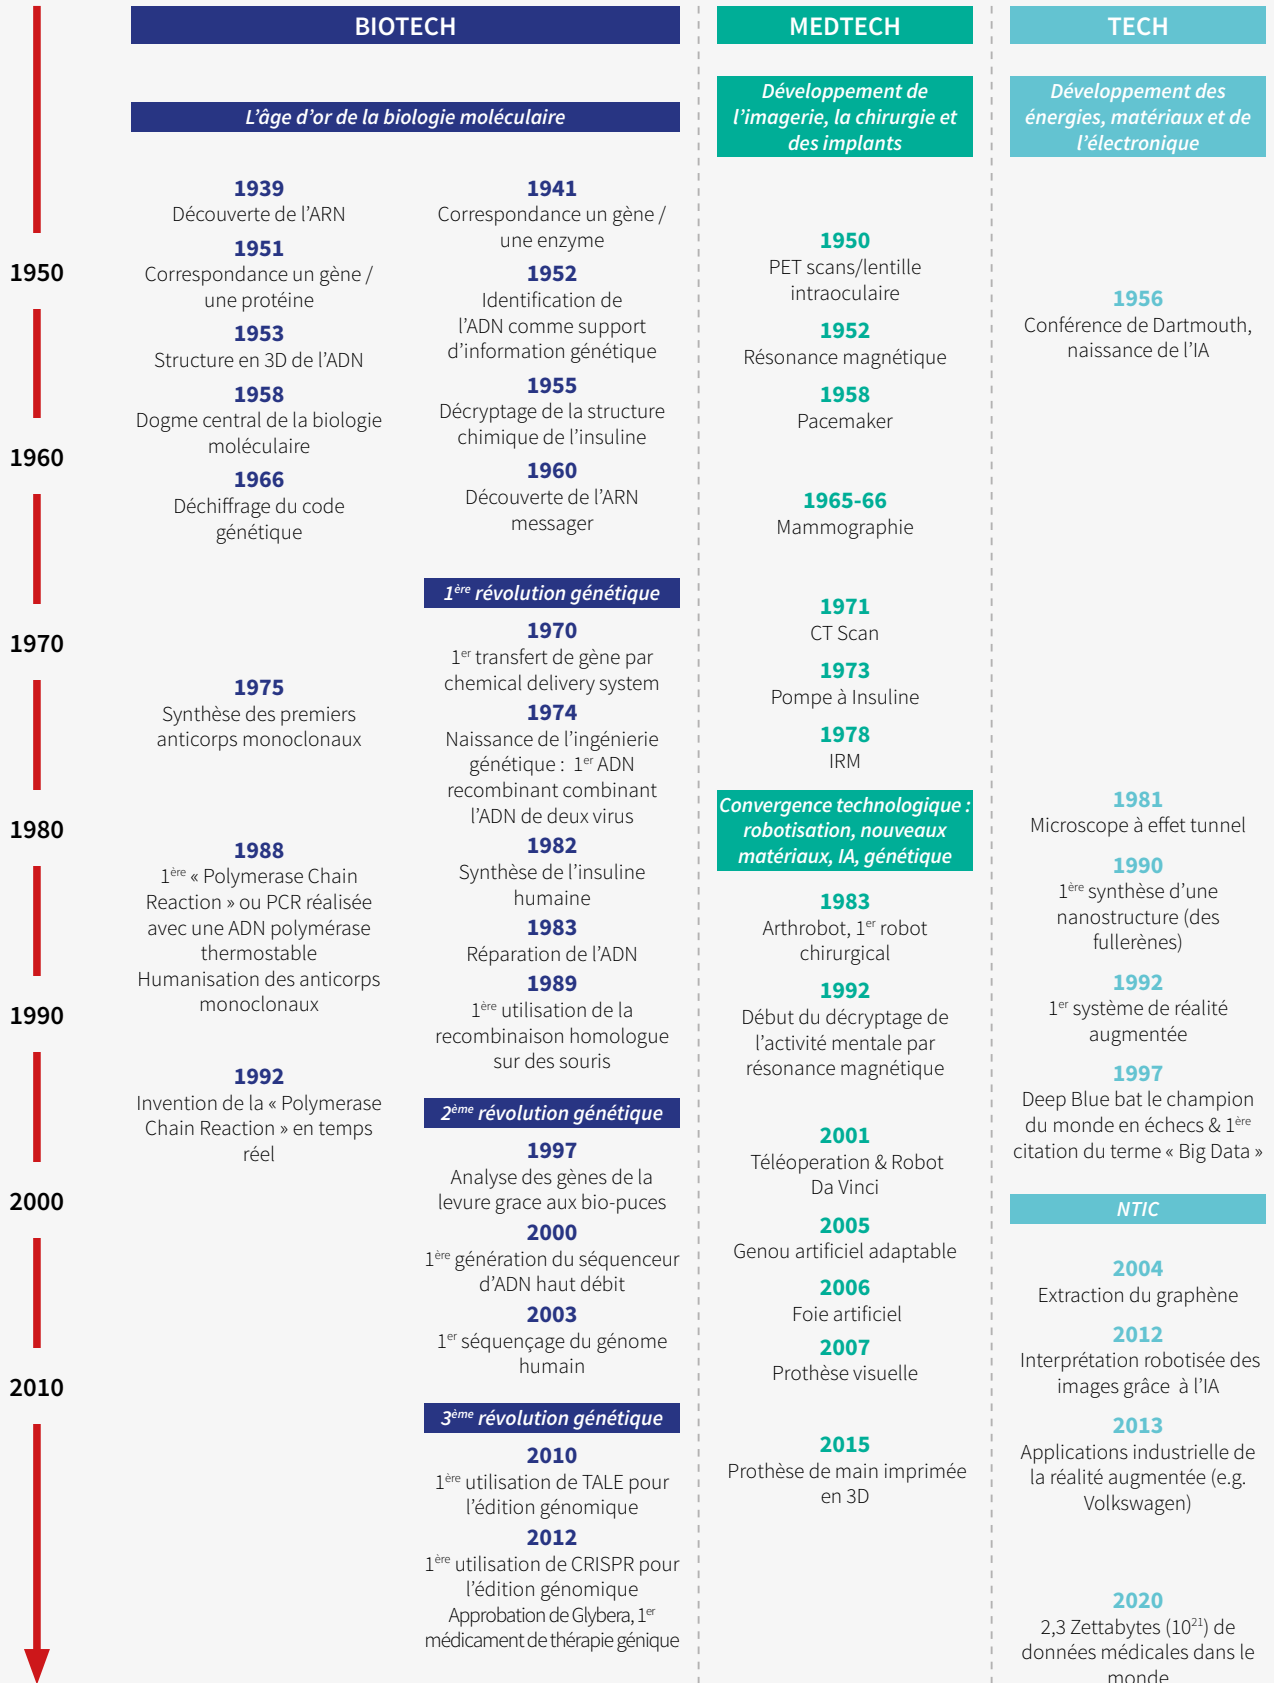 BIOTECH
L'âge d'or de la biologie moléculaire
1939
Découverte de l'ARN
1951
Correspondance un gène /
une protéine
1953
Structure en 3D de l'ADN
1958
Dogme central de la biologie
moléculaire
1966
Déchiffrage du code
génétique
1975
Synthèse des premiers
anticorps monoclonaux
1988
1ère « Polymerase Chain
Reaction » ou PCR réalisée
avec une ADN polymérase
thermostable
Humanisation des anticorps
monoclonaux
1992
Invention de la « Polymerase
Chain Reaction » en temps
réel
1941
Correspondance un gène /
une enzyme
1952
Identification de
l'ADN comme support
d'information génétique
1955
Décryptage de la structure
chimique de l'insuline
1960
Découverte de l'ARN
messager
1ère révolution génétique
1970
1er transfert de gène par
chemical delivery system
1974
Naissance de l'ingénierie
génétique : 1er ADN
recombinant combinant
l'ADN de deux virus
1982
Synthèse de l'insuline
humaine
1983
Réparation de l'ADN
1989
1ère utilisation de la
recombinaison homologue
sur des souris
2ème révolution génétique
1997
Analyse des gènes de la
levure grace aux bio-puces
2000
1ère génération du séquenceur
d'ADN haut débit
2003
1er séquençage du génome
humain
3ème révolution génétique
2010
1ère utilisation de TALE pour
l'édition génomique
2012
1ère utilisation de CRISPR pour
l'édition génomique
Approbation de Glybera, 1er
médicament de thérapie génique
MEDTECH
Développement de
l'imagerie, la chirurgie et
des implants
1950
PET scans/lentille
intraoculaire
1952
Résonance magnétique
1958
Pacemaker
1965-66
Mammographie
1971
CT Scan
1973
Pompe à Insuline
1978
IRM
Convergence technologique :
robotisation, nouveaux
matériaux, IA, génétique
1983
Arthrobot, 1er robot
chirurgical
1992
Début du décryptage de
l'activité mentale par
résonance magnétique
2001
Téléoperation & Robot
Da Vinci
2005
Genou artificiel adaptable
2006
Foie artificiel
2007
Prothèse visuelle
2015
Prothèse de main imprimée
en 3D
TECH
Développement des
énergies, matériaux et de
l'électronique
1956
Conférence de Dartmouth,
naissance de l'IA
1981
Microscope à effet tunnel
1990
1ère synthèse d'une
nanostructure (des
fullerènes)
1992
1er système de réalité
augmentée
1997
Deep Blue bat le champion
du monde en échecs & 1ère
citation du terme « Big Data »
NTIC
2004
Extraction du graphène
2012
Interprétation robotisée des
images grâce à l'IA
2013
Applications industrielle de
la réalité augmentée (e.g.
Volkswagen)
2020
2,3 Zettabytes (10²¹) de
données médicales dans le
monde
1950
1960
1970
1980
1990
2000
2010